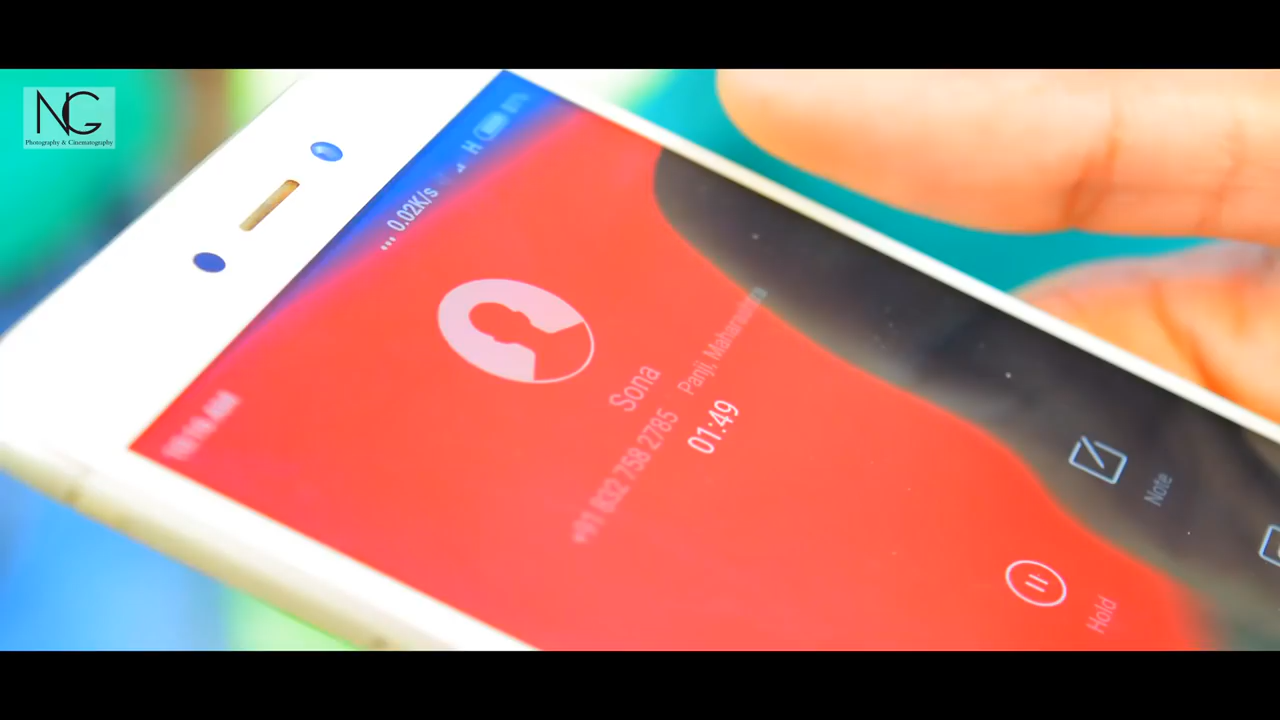 NG
Photography & Cinematography
0.02K/s
H
Sona
+91 832 758 2785 Panji, Maharashtra
01:49
Note
Hold